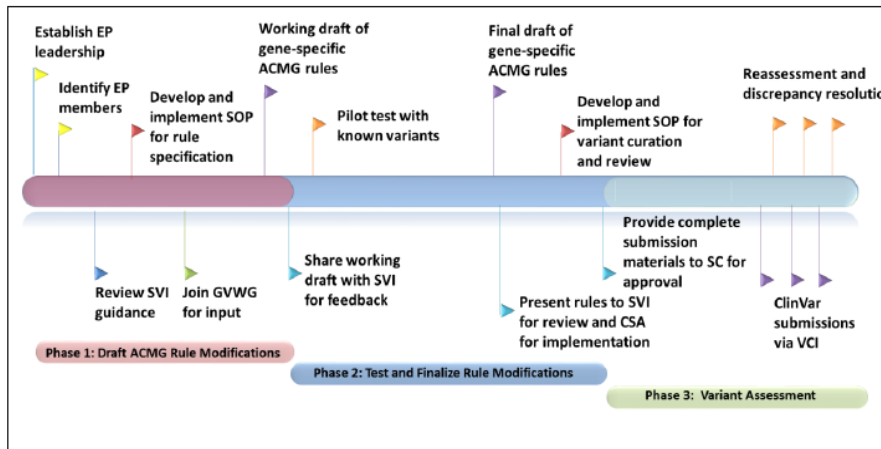 Establish EP
leadership
Identify EP
members
Develop and
implement SOP
for rule
specification
Working draft of
gene-specific
ACMG rules
Pilot test with
known variants
Final draft of
gene-specific
ACMG rules
Develop and
implement SOP for
variant curation
and review
Reassessment and
discrepancy resolutio
Review SVI
guidance
Join GVWG
for input
Share working
draft with SVI
for feedback
Present rules to SVI
for review and CSA
for implementation
Provide complete
submission
materials to SC for
approval
ClinVar
submissions
via VCI
Phase 1: Draft ACMG Rule Modifications
Phase 2: Test and Finalize Rule Modifications
Phase 3: Variant Assessment